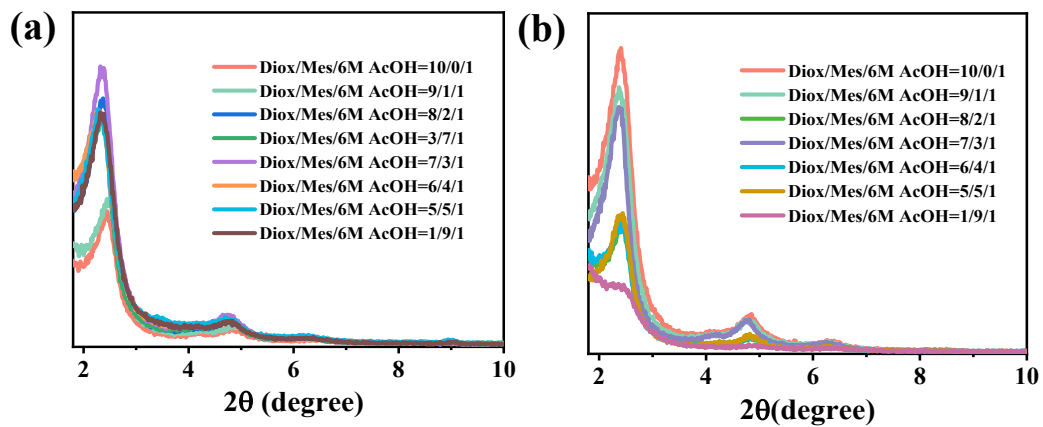 (a)
Diox/Mes/6M AcOH=10/0/1
Diox/Mes/6M AcOH=9/1/1
Diox/Mes/6M AcOH=8/2/1
Diox/Mes/6M AcOH=3/7/1
Diox/Mes/6M AcOH=7/3/1
Diox/Mes/6M AcOH=6/4/1
Diox/Mes/6M AcOH=5/5/1
Diox/Mes/6M AcOH=1/9/1
2 4 6 8 10
2θ (degree)
(b)
Diox/Mes/6M AcOH=10/0/1
Diox/Mes/6M AcOH=9/1/1
Diox/Mes/6M AcOH=8/2/1
Diox/Mes/6M AcOH=7/3/1
Diox/Mes/6M AcOH=6/4/1
Diox/Mes/6M AcOH=5/5/1
Diox/Mes/6M AcOH=1/9/1
2 4 6 8 10
2θ(degree)